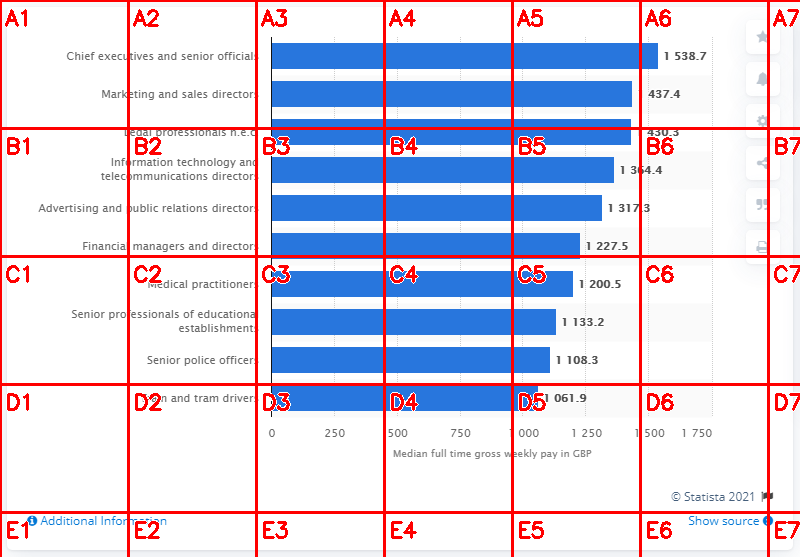 A1 A2 A3 A4 A5 A6 A7
Chief executives and senior officials 1 538.7
Marketing and sales directors 437.4
Legal professionals n.e.c 430.3
B1 B2 B3 B4 B5 B6 B7
Information technology and
telecommunications directors 1 364.4
Advertising and public relations directors 1 317.3
Financial managers and directors 1 227.5
C1 C2 C3 C4 C5 C6 C7
Medical practitioners 1 200.5
Senior professionals of educational
establishments 1 133.2
Senior police officers 1 108.3
D1 D2 D3 D4 D5 D6 D7
and tram drivers 1 061.9
0 250 500 750 1 000 1 250 1 500 1 750
Median full time gross weekly pay in GBP
© Statista 2021
Additional Information Show source
E1 E2 E3 E4 E5 E6 E7